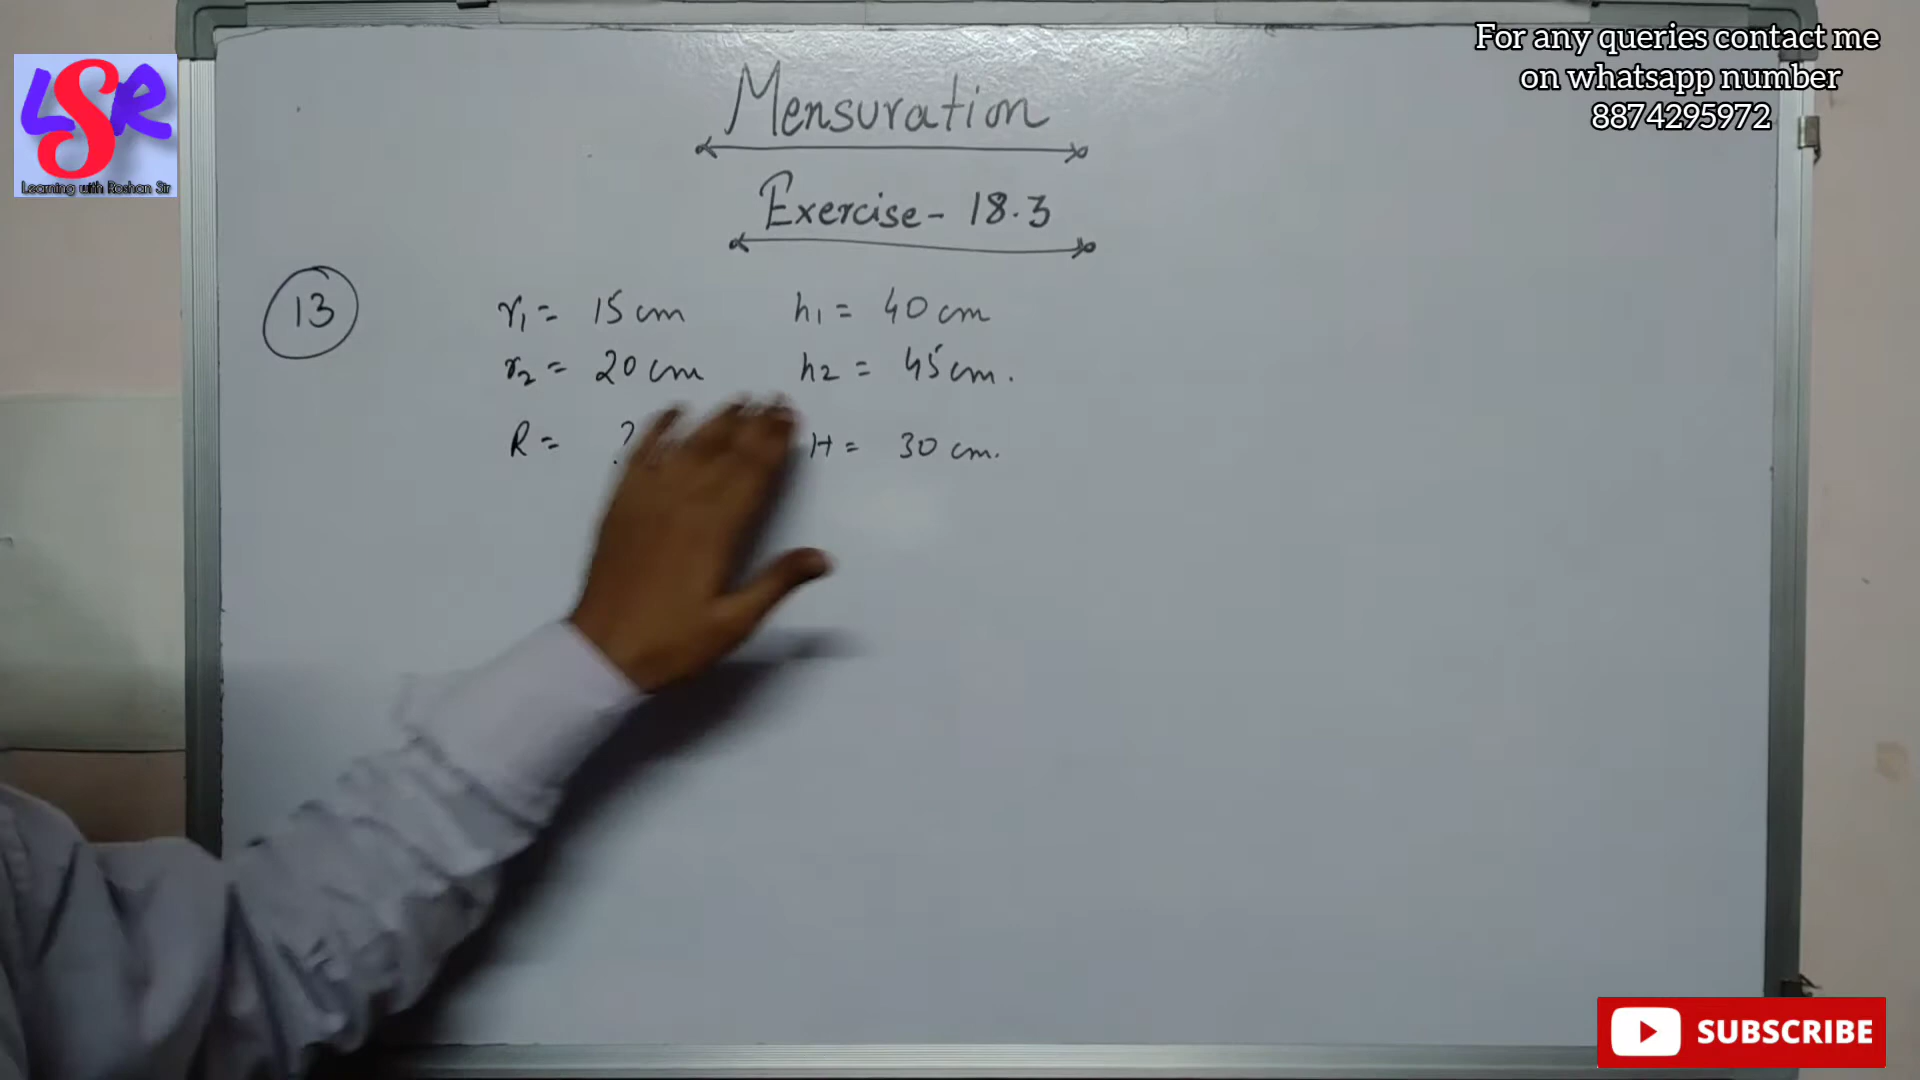 For any queries contact me
on whatsapp number
8874295972
LSR
Learning with Roshan Sir
Mensuration
Exercise - 18.3
13
r1 = 15 cm h1 = 40 cm
r2 = 20 cm h2 = 45 cm.
R = ? H = 30 cm.
SUBSCRIBE